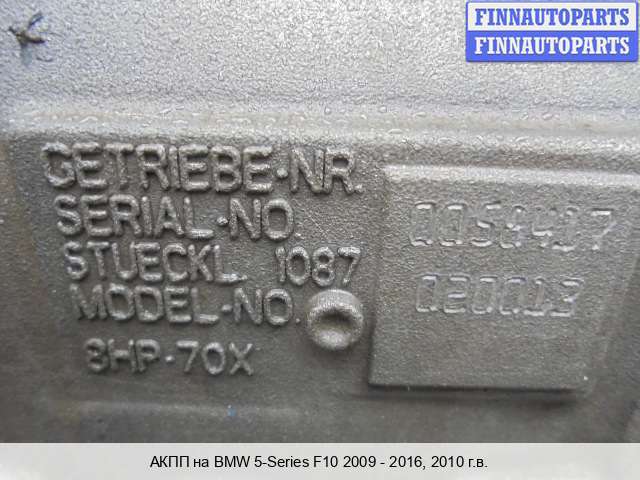 FINNAUTOPARTS
FINNAUTOPARTS
GETRIEBE-NR.
SERIAL-NO.
STUECKL. 1087
MODEL-NO.
8HP-70X
020013
АКПП на BMW 5-Series F10 2009 - 2016, 2010 г.в.